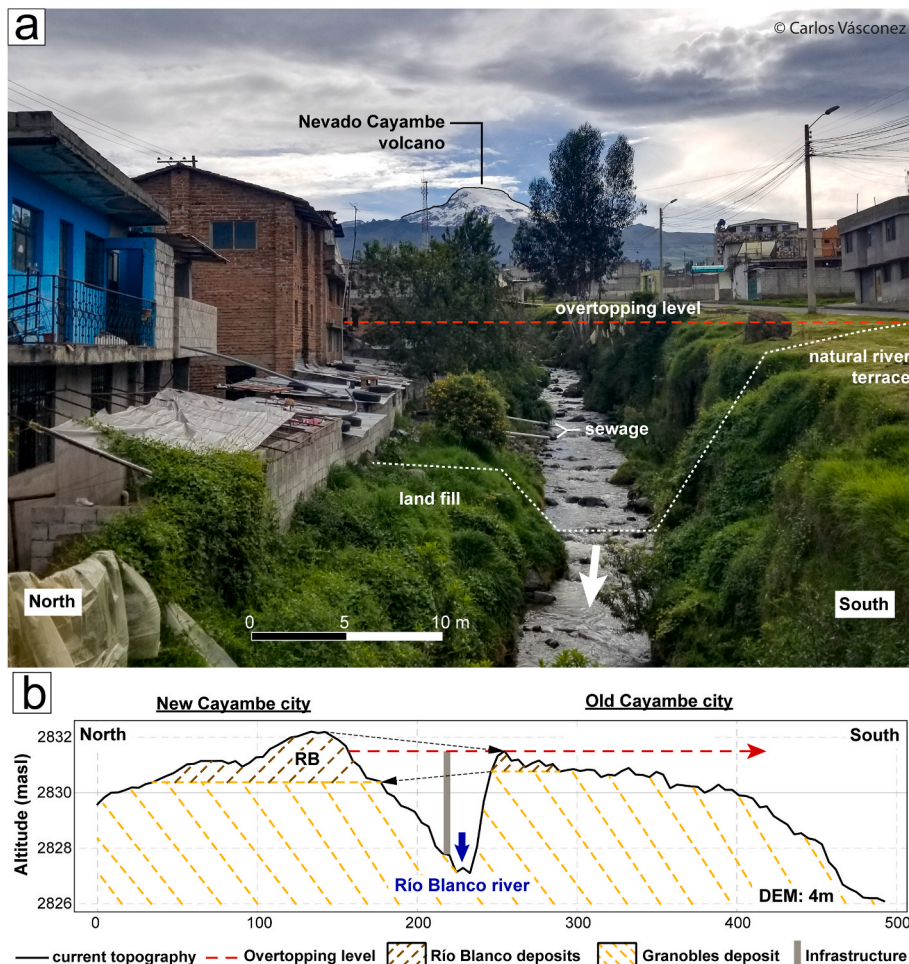 a
© Carlos Vásconez
Nevado Cayambe
volcano
overtopping level
natural river
terrace
sewage
land fill
North
South
0 5 10 m
b
New Cayambe city
Old Cayambe city
North
South
2832
2830
2828
2826
Altitude (masl)
RB
Río Blanco river
DEM: 4m
0 100 200 300 400 500
current topography
Overtopping level
Río Blanco deposits
Granobles deposit
Infrastructure